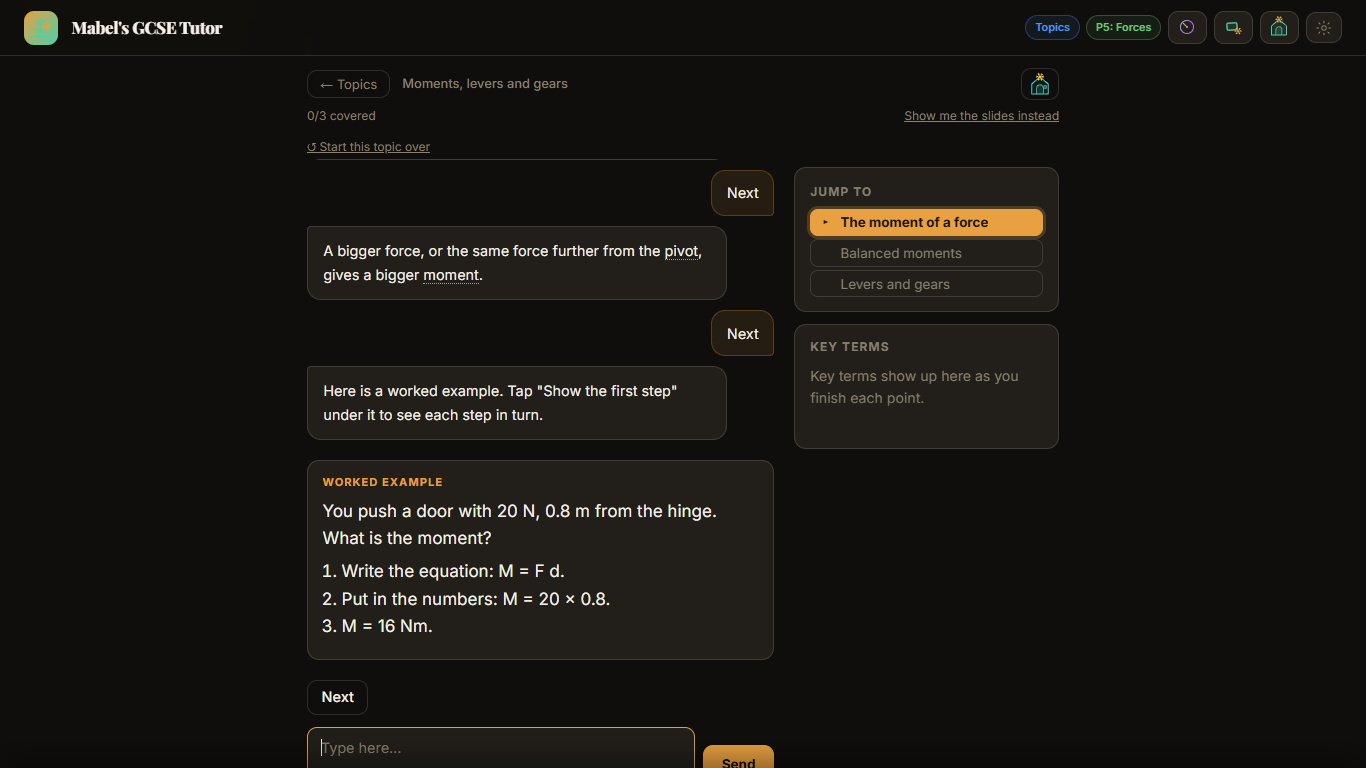 Mabel's GCSE Tutor
Topics
P5: Forces
← Topics
Moments, levers and gears
0/3 covered
Show me the slides instead
↺ Start this topic over
Next
A bigger force, or the same force further from the pivot,
gives a bigger moment.
Next
Here is a worked example. Tap "Show the first step"
under it to see each step in turn.
WORKED EXAMPLE
You push a door with 20 N, 0.8 m from the hinge.
What is the moment?
1. Write the equation: M = F d.
2. Put in the numbers: M = 20 × 0.8.
3. M = 16 Nm.
Next
Type here...
Send
JUMP TO
▸ The moment of a force
Balanced moments
Levers and gears
KEY TERMS
Key terms show up here as you
finish each point.